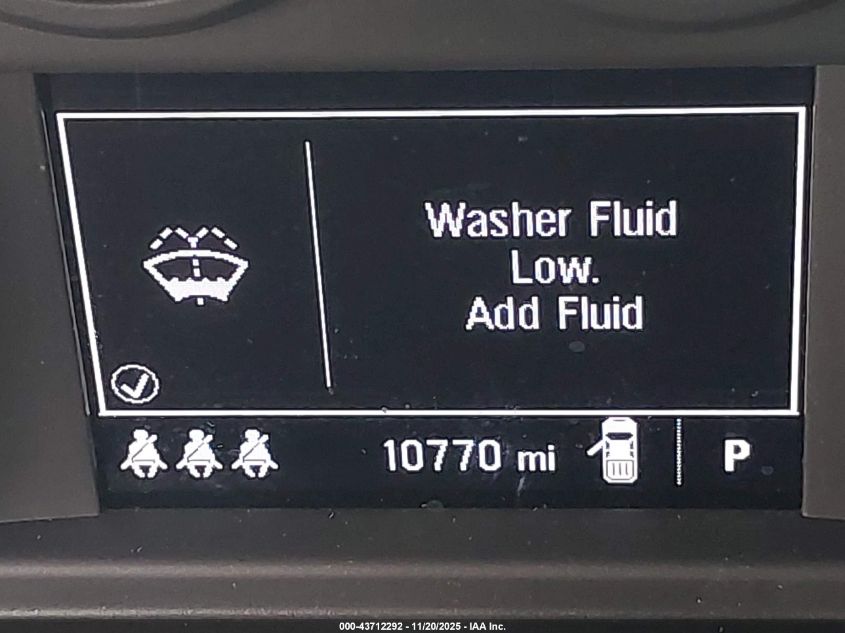 Washer Fluid
Low.
Add Fluid
10770 mi
P
000-43712292 - 11/20/2025 - IAA Inc.